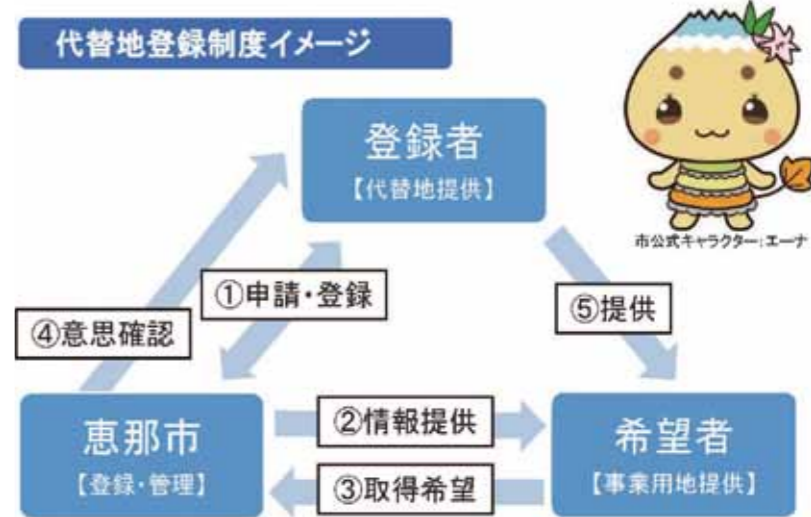 代替地登録制度イメージ
登録者
【代替地提供】
市公式キャラクター:エーナ
①申請・登録
④意思確認
⑤提供
恵那市
【登録・管理】
②情報提供
③取得希望
希望者
【事業用地提供】